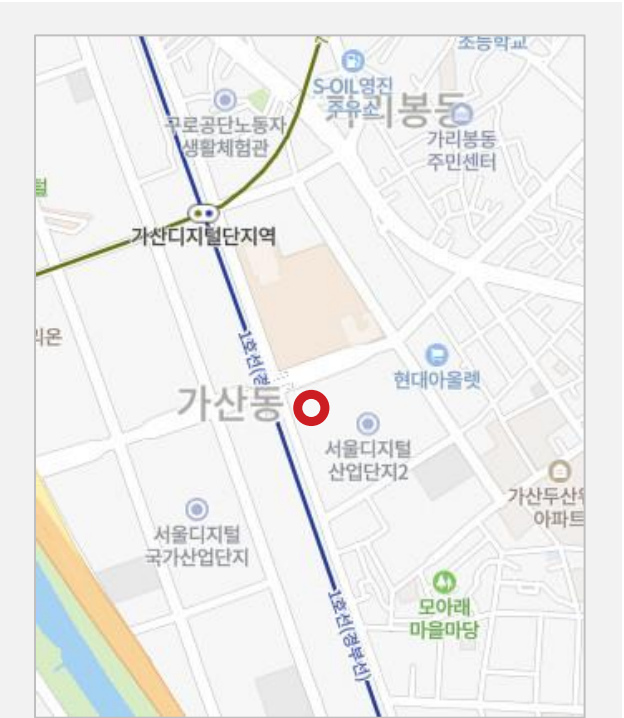 초등학교
S-OIL영진
주유소
가리봉동
구로공단노동자
생활체험관
가리봉동
주민센터
가산디지털단지역
1호선(경
현대아울렛
가산동
서울디지털
산업단지2
가산두산위
아파트
서울디지털
국가산업단지
모아래
마을마당
1호선(경부선)